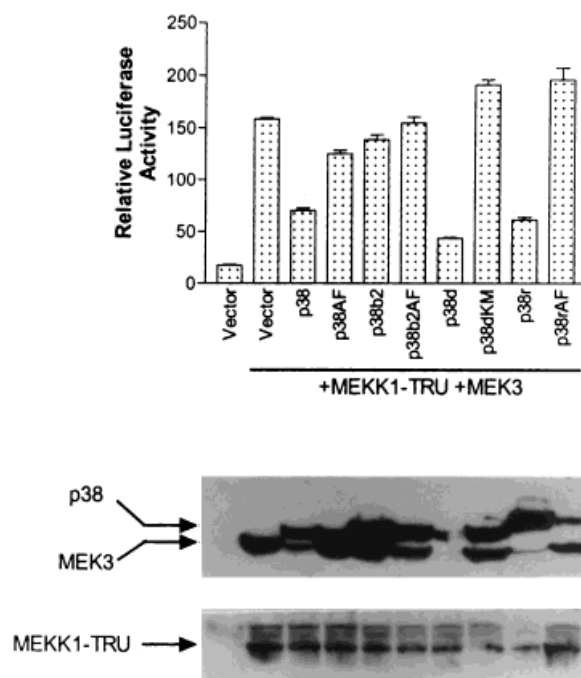 Relative Luciferase
Activity
250
200
150
100
50
0
Vector
Vector
p38
p38AF
p38b2
p38b2AF
p38d
p38dKM
p38r
p38rAF
+MEKK1-TRU +MEK3
p38
MEK3
MEKK1-TRU